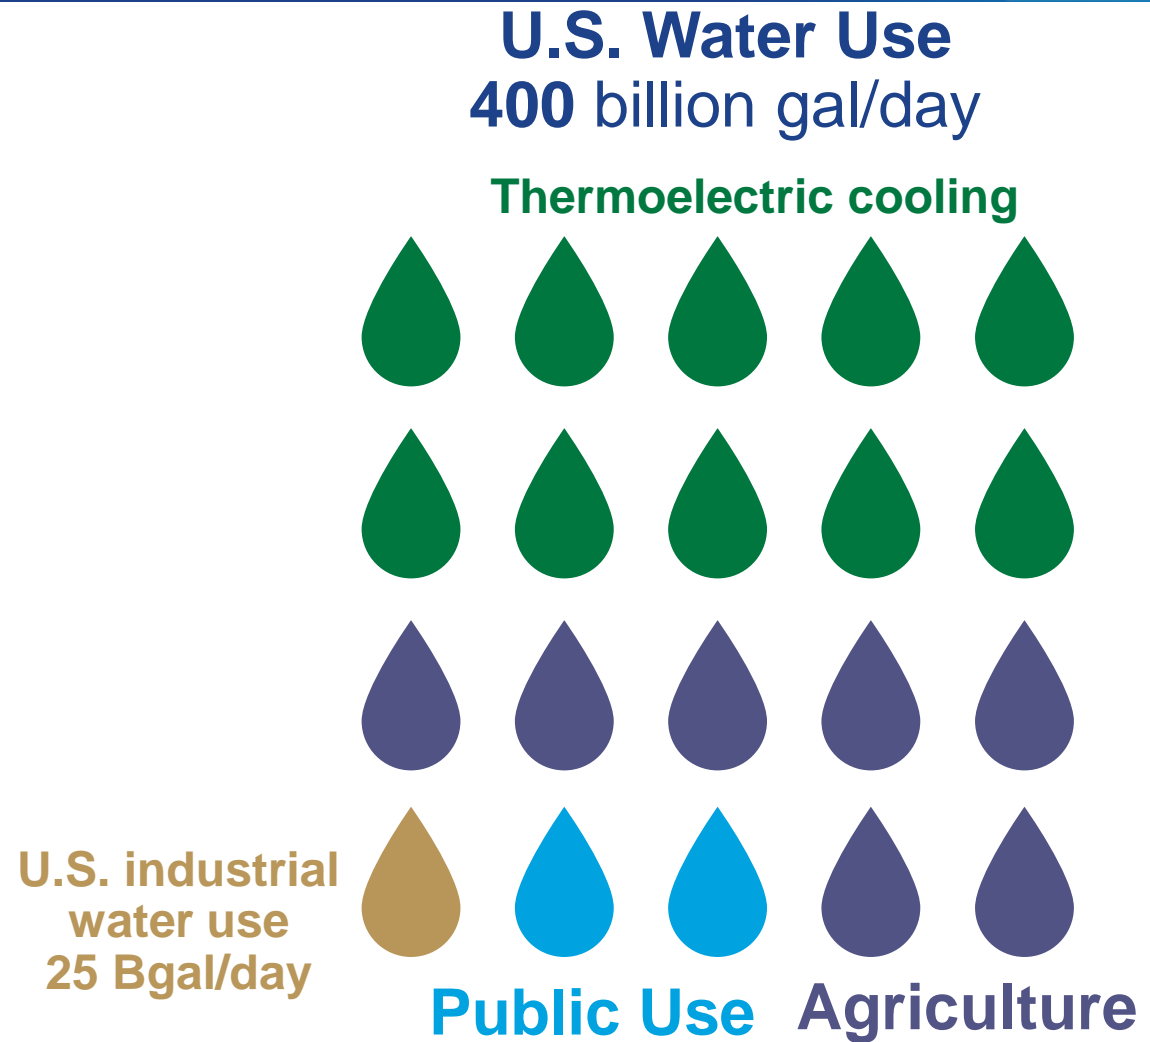 U.S. Water Use
400 billion gal/day
Thermoelectric cooling
U.S. industrial
water use
25 Bgal/day
Public Use
Agriculture